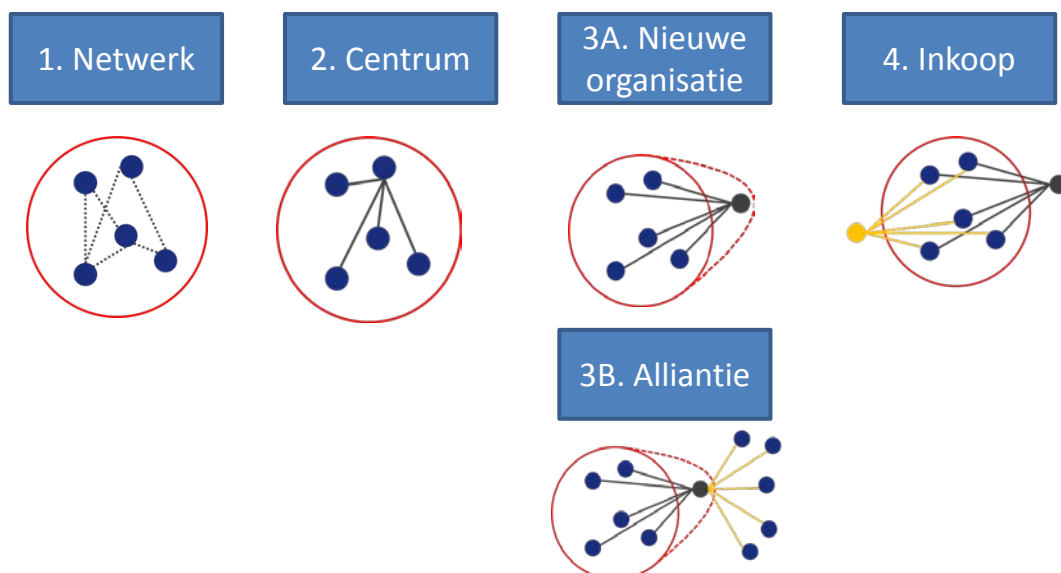 1. Netwerk
2. Centrum
3A. Nieuwe
organisatie
4. Inkoop
3B. Alliantie